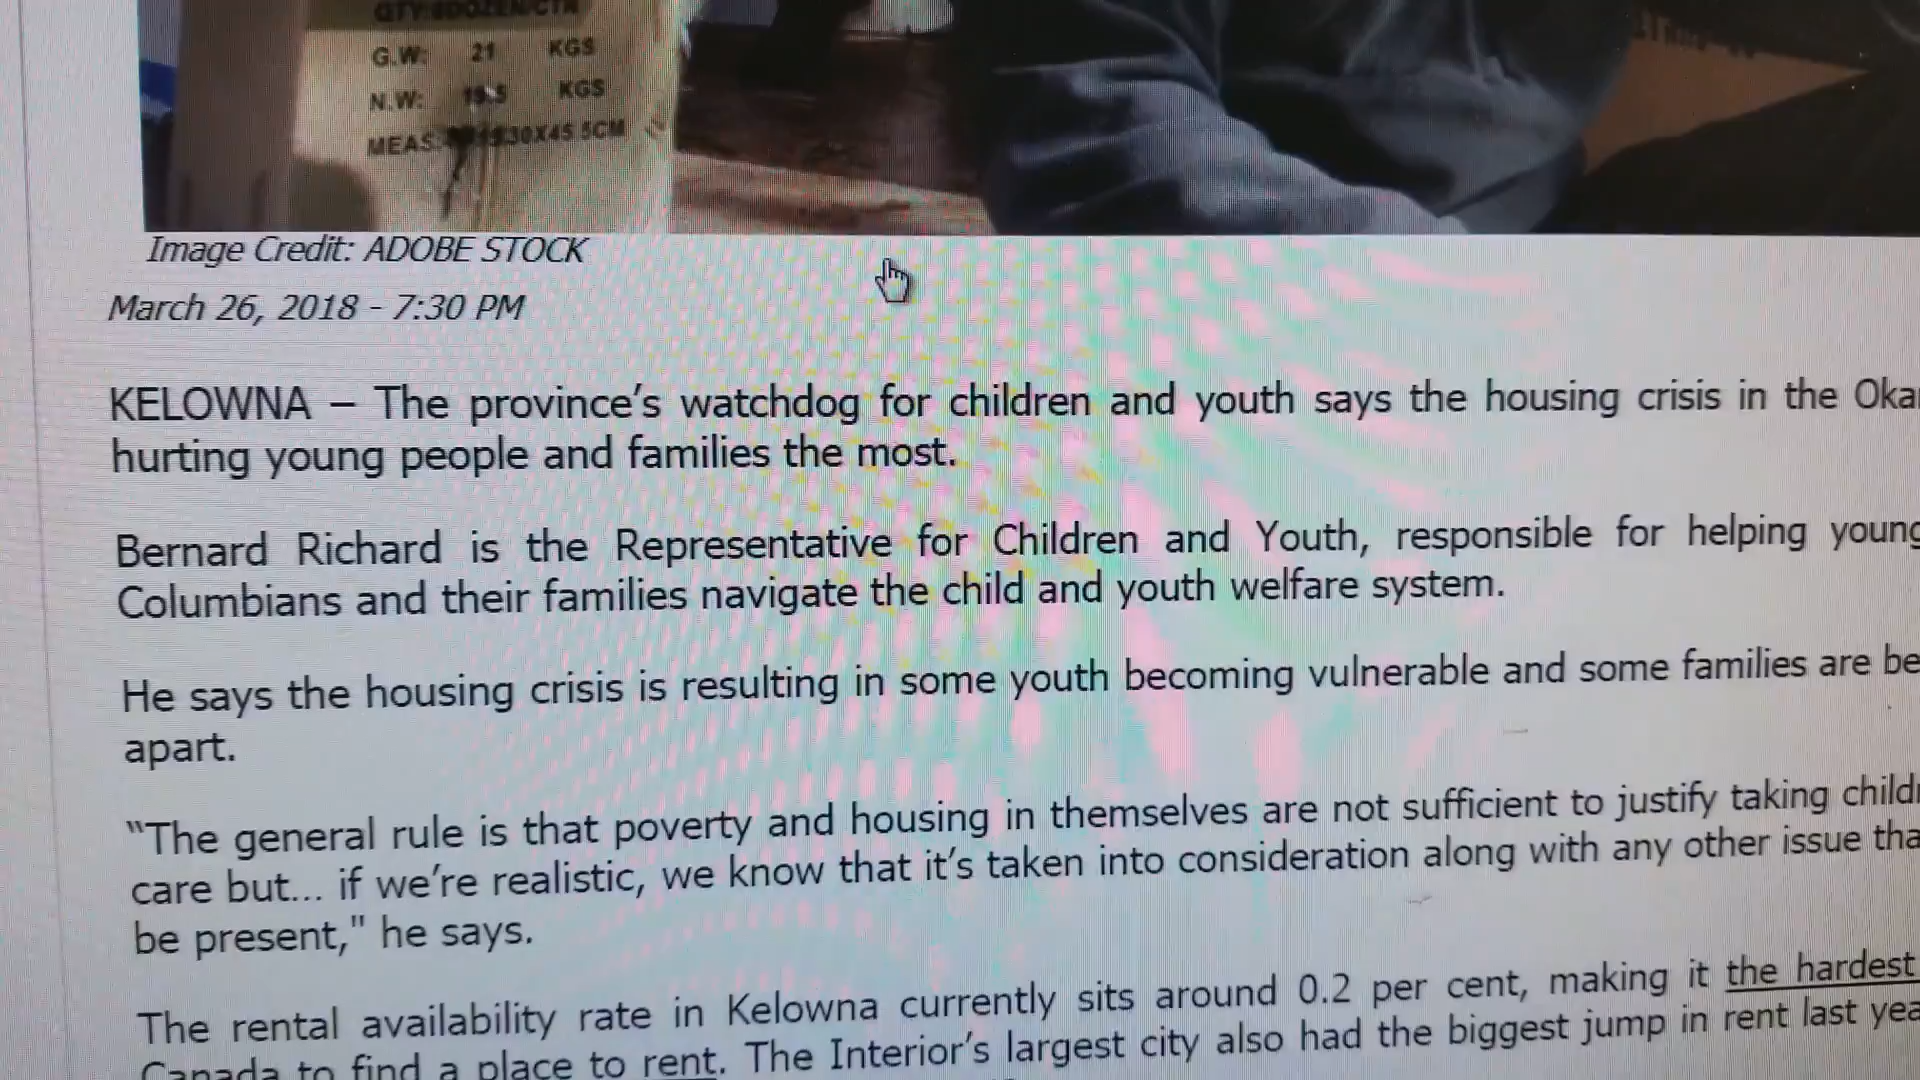 QTY:8DOZEN/CTN
G.W: 21 KGS
N.W: 19.5 KGS
MEAS:
Image Credit: ADOBE STOCK
March 26, 2018 - 7:30 PM
KELOWNA – The province’s watchdog for children and youth says the housing crisis in the
hurting young people and families the most.
Bernard Richard is the Representative for Children and Youth, responsible for helping young
Columbians and their families navigate the child and youth welfare system.
He says the housing crisis is resulting in some youth becoming vulnerable and some families are
apart.
"The general rule is that poverty and housing in themselves are not sufficient to justify taking
care but... if we’re realistic, we know that it’s taken into consideration along with any other issue
be present," he says.
The rental availability rate in Kelowna currently sits around 0.2 per cent, making it the hardest
Canada to find a place to rent. The Interior’s largest city also had the biggest jump in rent last